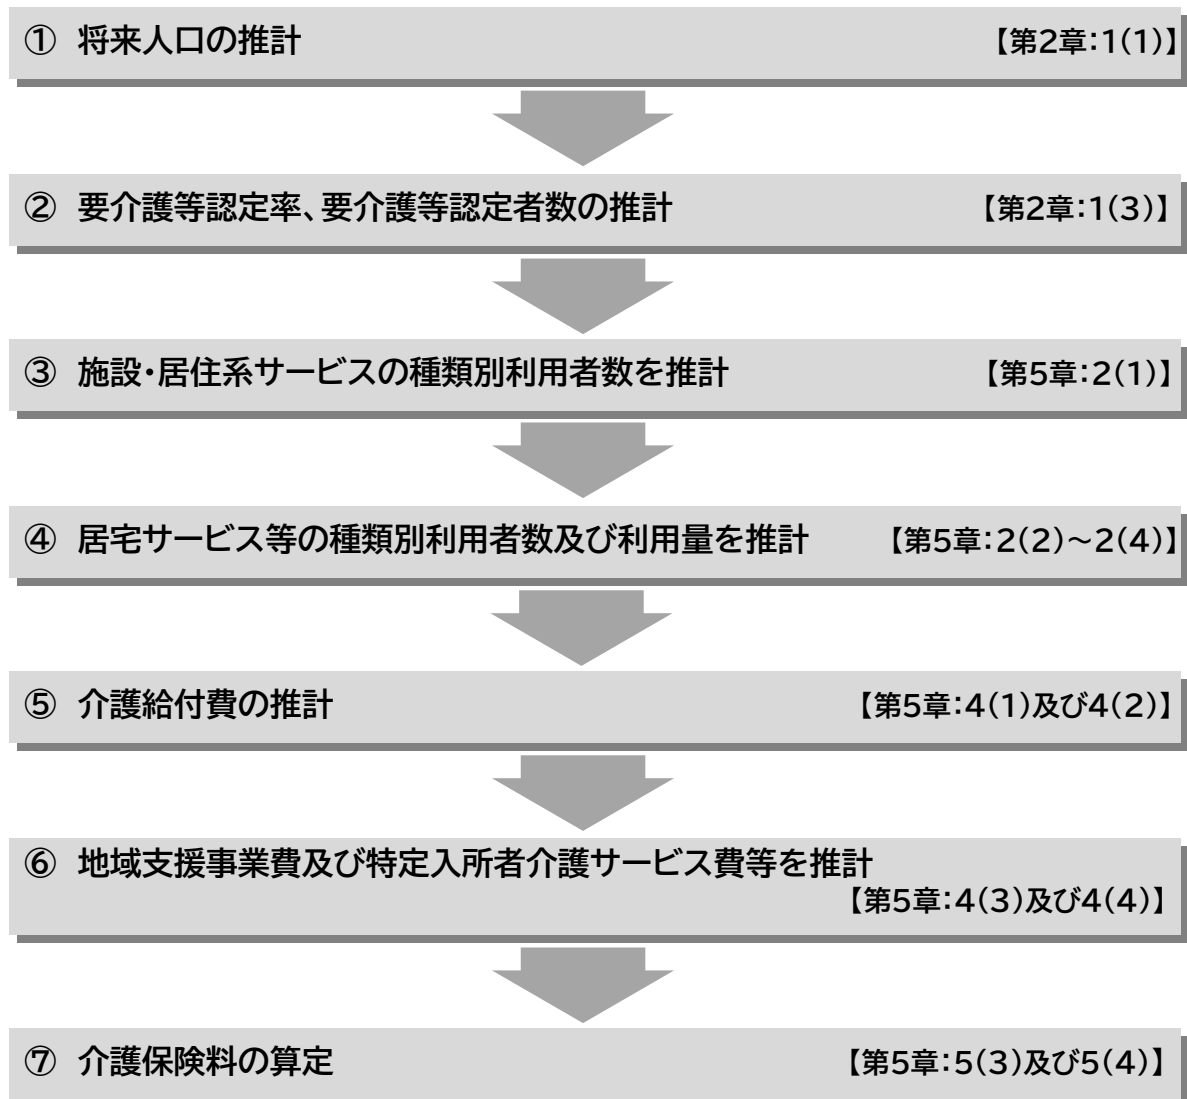 ① 将来人口の推計 【第2章:1(1)】
② 要介護等認定率、要介護等認定者数の推計 【第2章:1(3)】
③ 施設・居住系サービスの種類別利用者数を推計 【第5章:2(1)】
④ 居宅サービス等の種類別利用者数及び利用量を推計 【第5章:2(2)～2(4)】
⑤ 介護給付費の推計 【第5章:4(1)及び4(2)】
⑥ 地域支援事業費及び特定入所者介護サービス費等を推計
【第5章:4(3)及び4(4)】
⑦ 介護保険料の算定 【第5章:5(3)及び5(4)】